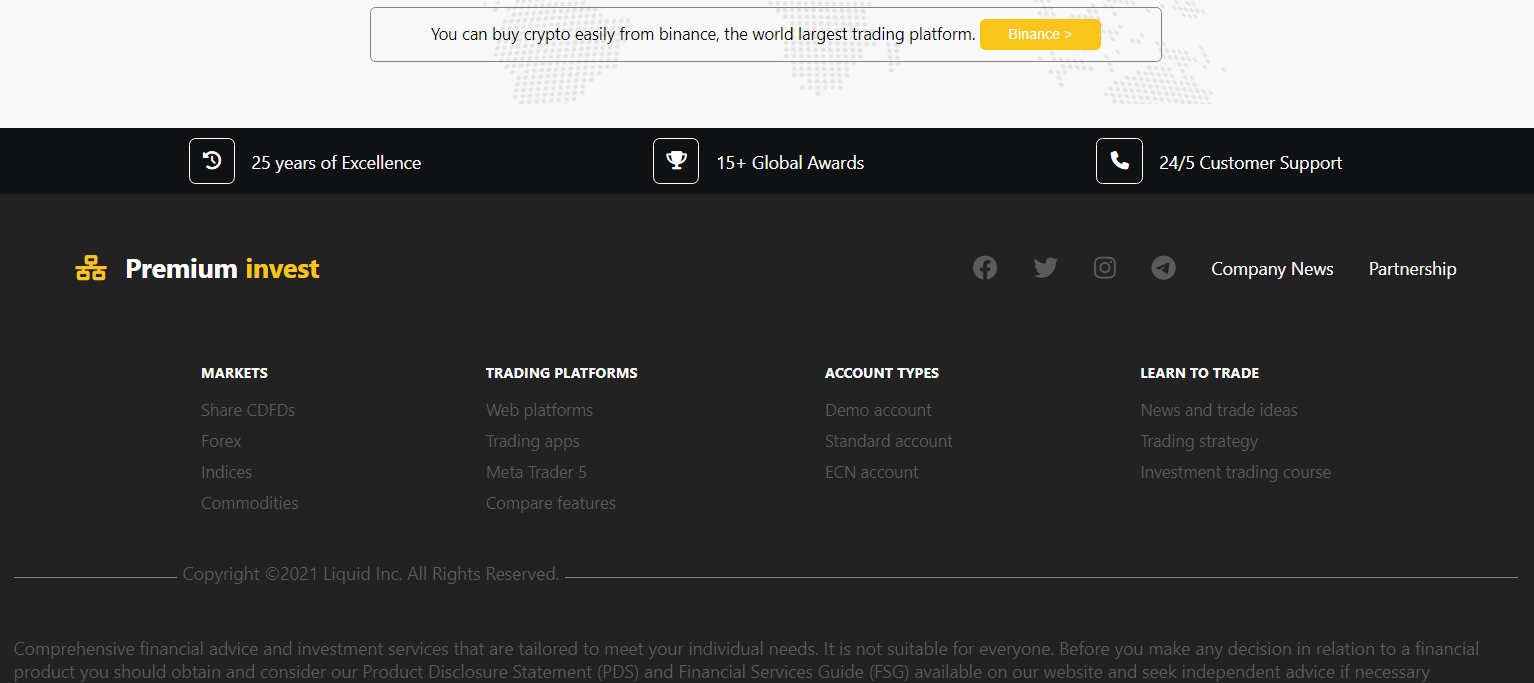 You can buy crypto easily from binance, the world largest trading platform. Binance >
25 years of Excellence
15+ Global Awards
24/5 Customer Support
Premium invest
Company News
Partnership
MARKETS
Share CDFDs
Forex
Indices
Commodities
TRADING PLATFORMS
Web platforms
Trading apps
Meta Trader 5
Compare features
ACCOUNT TYPES
Demo account
Standard account
ECN account
LEARN TO TRADE
News and trade ideas
Trading strategy
Investment trading course
Copyright ©2021 Liquid Inc. All Rights Reserved.
Comprehensive financial advice and investment services that are tailored to meet your individual needs. It is not suitable for everyone. Before you make any decision in relation to a financial
product you should obtain and consider our Product Disclosure Statement (PDS) and Financial Services Guide (FSG) available on our website and seek independent advice if necessary